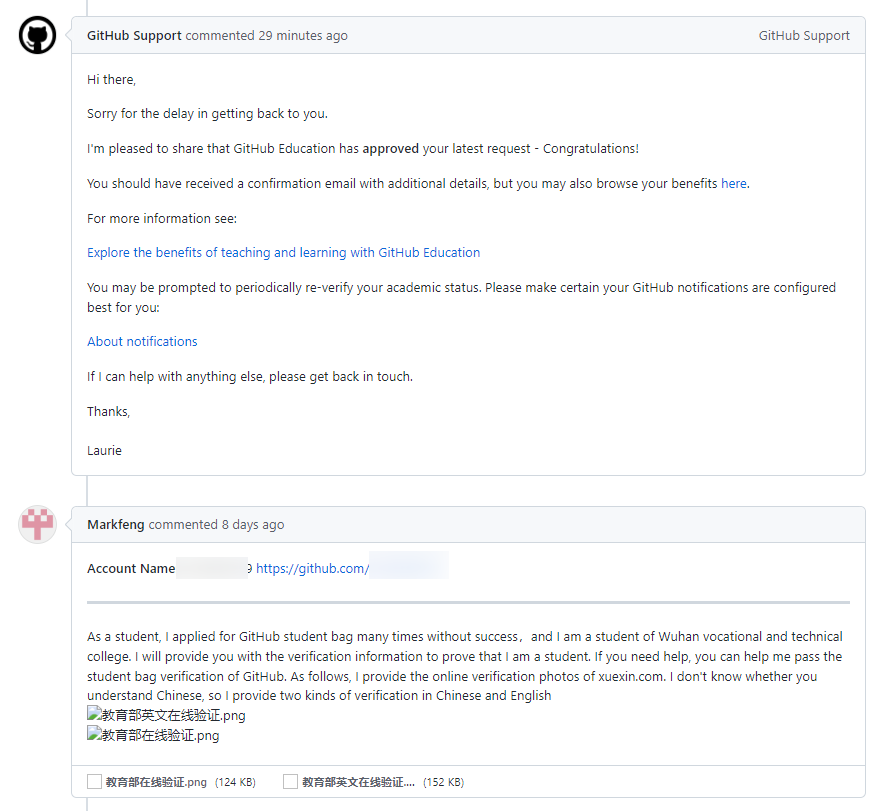 GitHub Support commented 29 minutes ago GitHub Support
Hi there,
Sorry for the delay in getting back to you.
I'm pleased to share that GitHub Education has approved your latest request - Congratulations!
You should have received a confirmation email with additional details, but you may also browse your benefits here.
For more information see:
Explore the benefits of teaching and learning with GitHub Education
You may be prompted to periodically re-verify your academic status. Please make certain your GitHub notifications are configured
best for you:
About notifications
If I can help with anything else, please get back in touch.
Thanks,
Laurie
Markfeng commented 8 days ago
Account Name 9 https://github.com/
As a student, I applied for GitHub student bag many times without success，and I am a student of Wuhan vocational and technical
college. I will provide you with the verification information to prove that I am a student. If you need help, you can help me pass the
student bag verification of GitHub. As follows, I provide the online verification photos of xuexin.com. I don't know whether you
understand Chinese, so I provide two kinds of verification in Chinese and English
教育部英文在线验证.png
教育部在线验证.png
教育部在线验证.png (124 KB) 教育部英文在线验证.... (152 KB)